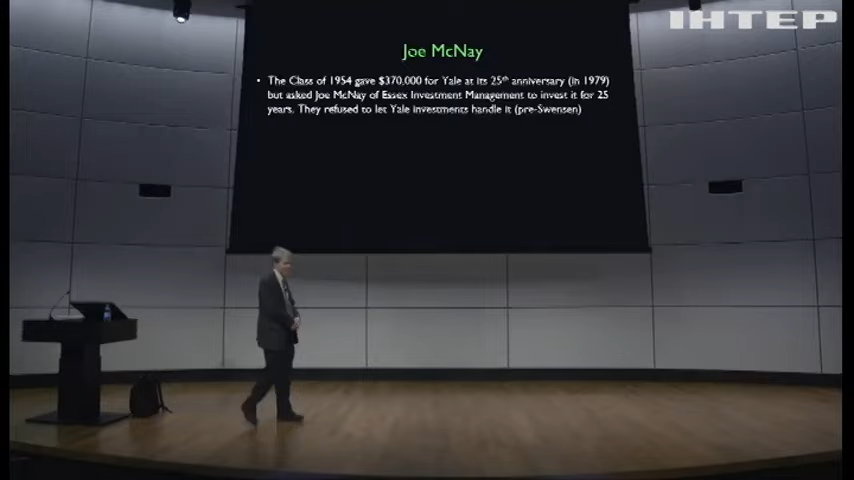 ІНТЕР
Joe McNay
• The Class of 1954 gave $370,000 for Yale at its 25th anniversary (in 1979)
but asked Joe McNay of Essex Investment Management to invest it for 25
years. They refused to let Yale investments handle it (pre-Swensen)